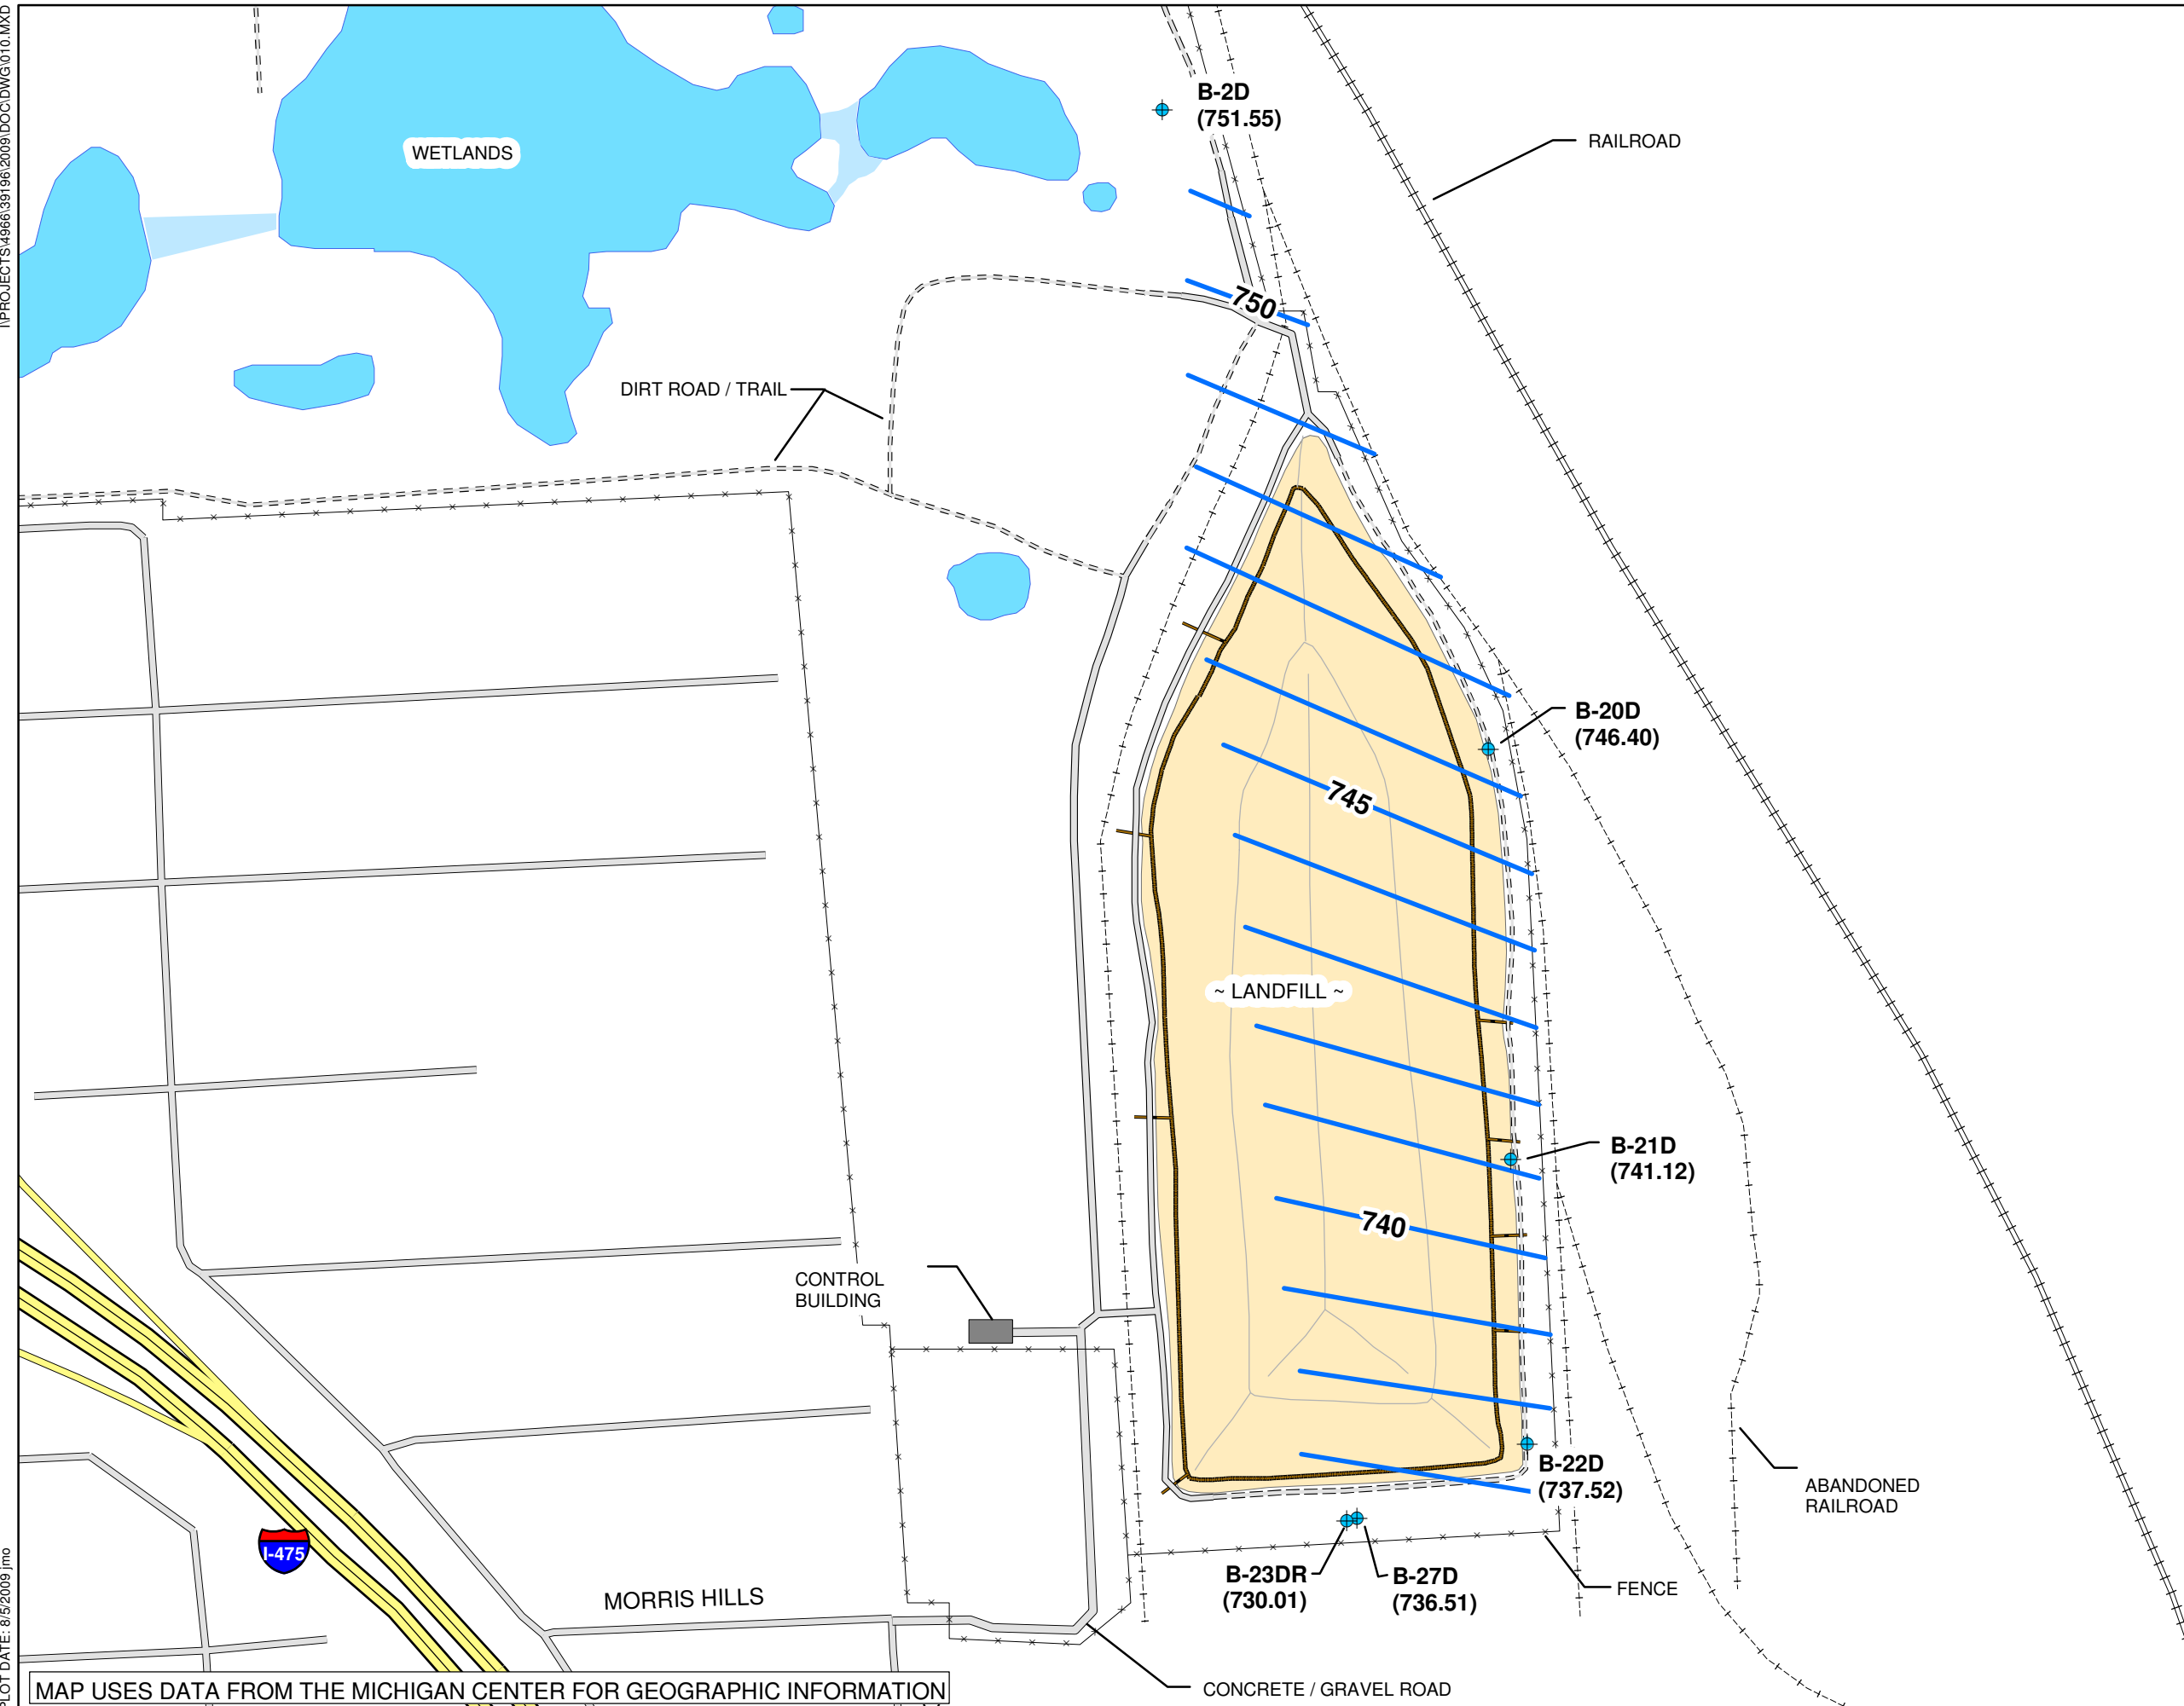 I:\PROJECTS\4966\39196\2009\DOC\DWG\010.MXD
B-2D
(751.55)
RAILROAD
WETLANDS
750
DIRT ROAD / TRAIL
B-20D
(746.40)
745
~ LANDFILL ~
B-21D
(741.12)
740
CONTROL
BUILDING
B-22D
(737.52)
ABANDONED
RAILROAD
I-475
B-23DR
(730.01)
B-27D
(736.51)
FENCE
MORRIS HILLS
PLOT DATE: 8/5/2009 jmo
MAP USES DATA FROM THE MICHIGAN CENTER FOR GEOGRAPHIC INFORMATION
CONCRETE / GRAVEL ROAD